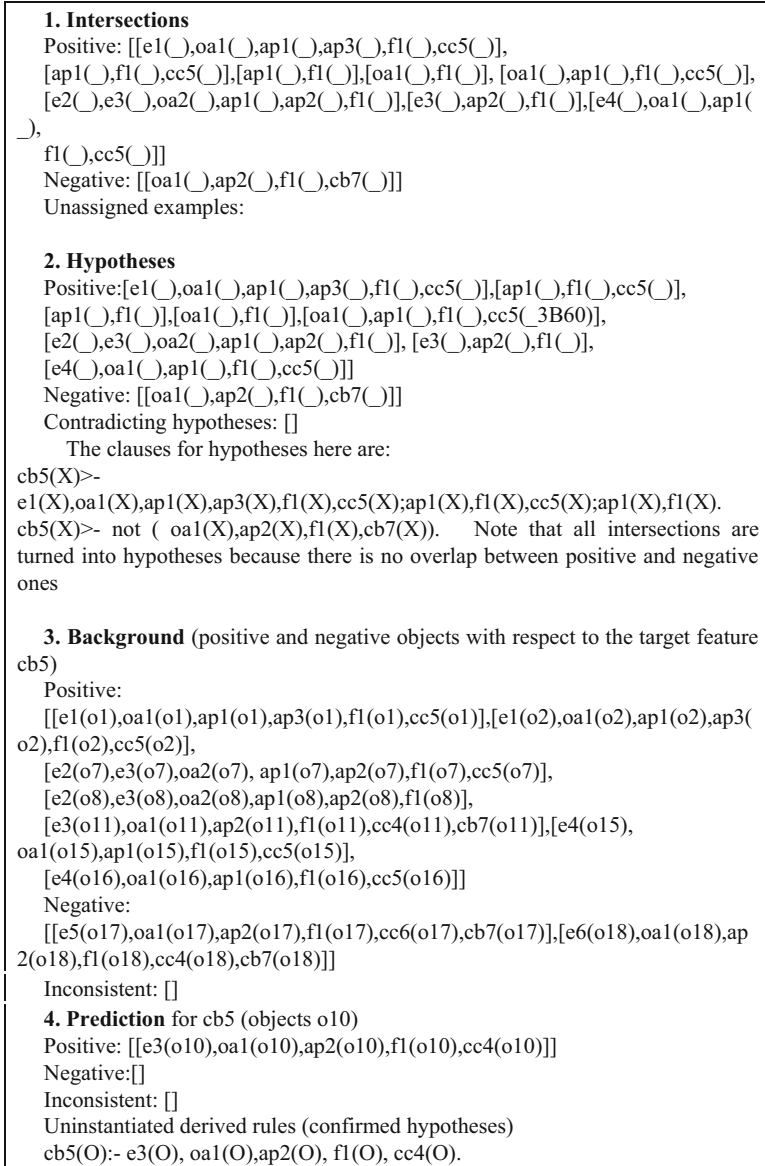 1. Intersections
Positive: [[e1(_),oa1(_),ap1(_),ap3(_),f1(_),cc5(_)],
[ap1(_),f1(_),cc5(_)],[ap1(_),f1(_)],[oa1(_),f1(_)], [oa1(_),ap1(_),f1(_),cc5(_)],
[e2(_),e3(_),oa2(_),ap1(_),ap2(_),f1(_)],[e3(_),ap2(_),f1(_)],[e4(_),oa1(_),ap1(
_),
f1(_),cc5(_)]]
Negative: [[oa1(_),ap2(_),f1(_),cb7(_)]]
Unassigned examples:
2. Hypotheses
Positive:[e1(_),oa1(_),ap1(_),ap3(_),f1(_),cc5(_)],[ap1(_),f1(_),cc5(_)],
[ap1(_),f1(_)],[oa1(_),f1(_)],[oa1(_),ap1(_),f1(_),cc5(_3B60)],
[e2(_),e3(_),oa2(_),ap1(_),ap2(_),f1(_)], [e3(_),ap2(_),f1(_)],
[e4(_),oa1(_),ap1(_),f1(_),cc5(_)]]
Negative: [[oa1(_),ap2(_),f1(_),cb7(_)]]
Contradicting hypotheses: []
The clauses for hypotheses here are:
cb5(X)>-
e1(X),oa1(X),ap1(X),ap3(X),f1(X),cc5(X);ap1(X),f1(X),cc5(X);ap1(X),f1(X).
cb5(X)>- not ( oa1(X),ap2(X),f1(X),cb7(X)). Note that all intersections are
turned into hypotheses because there is no overlap between positive and negative
ones
3. Background (positive and negative objects with respect to the target feature
cb5)
Positive:
[[e1(o1),oa1(o1),ap1(o1),ap3(o1),f1(o1),cc5(o1)],[e1(o2),oa1(o2),ap1(o2),ap3(
o2),f1(o2),cc5(o2)],
[e2(o7),e3(o7),oa2(o7), ap1(o7),ap2(o7),f1(o7),cc5(o7)],
[e2(o8),e3(o8),oa2(o8),ap1(o8),ap2(o8),f1(o8)],
[e3(o11),oa1(o11),ap2(o11),f1(o11),cc4(o11),cb7(o11)],[e4(o15),
oa1(o15),ap1(o15),f1(o15),cc5(o15)],
[e4(o16),oa1(o16),ap1(o16),f1(o16),cc5(o16)]]
Negative:
[[e5(o17),oa1(o17),ap2(o17),f1(o17),cc6(o17),cb7(o17)],[e6(o18),oa1(o18),ap
2(o18),f1(o18),cc4(o18),cb7(o18)]]
Inconsistent: []
4. Prediction for cb5 (objects o10)
Positive: [[e3(o10),oa1(o10),ap2(o10),f1(o10),cc4(o10)]]
Negative:[]
Inconsistent: []
Uninstantiated derived rules (confirmed hypotheses)
cb5(O):- e3(O), oa1(O),ap2(O), f1(O), cc4(O).